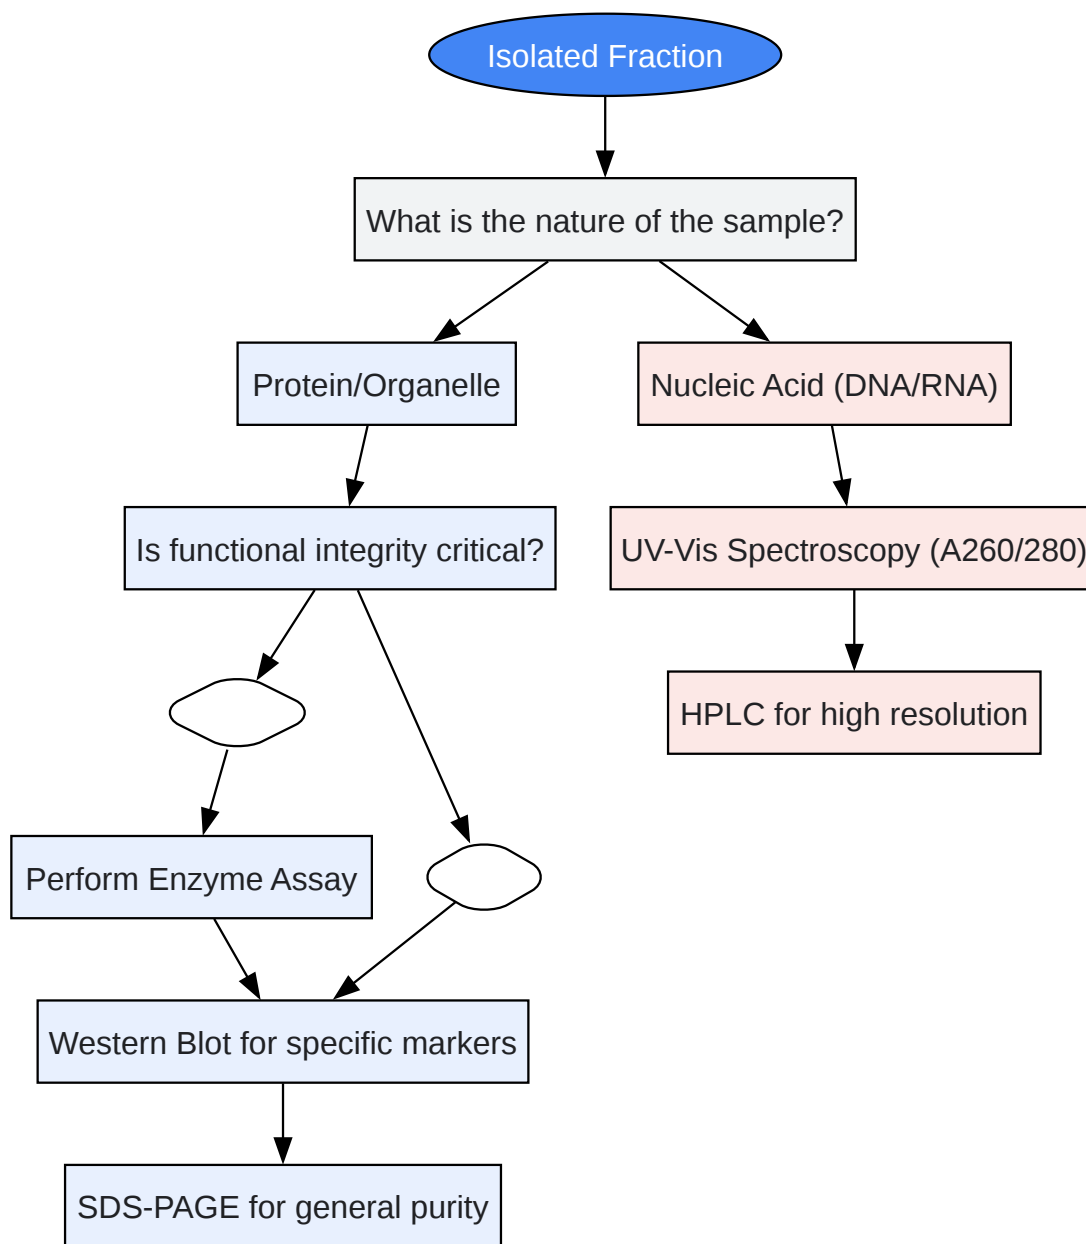 Isolated Fraction
What is the nature of the sample?
Protein/Organelle
Nucleic Acid (DNA/RNA)
Is functional integrity critical?
UV-Vis Spectroscopy (A260/280)
HPLC for high resolution
Perform Enzyme Assay
Western Blot for specific markers
SDS-PAGE for general purity